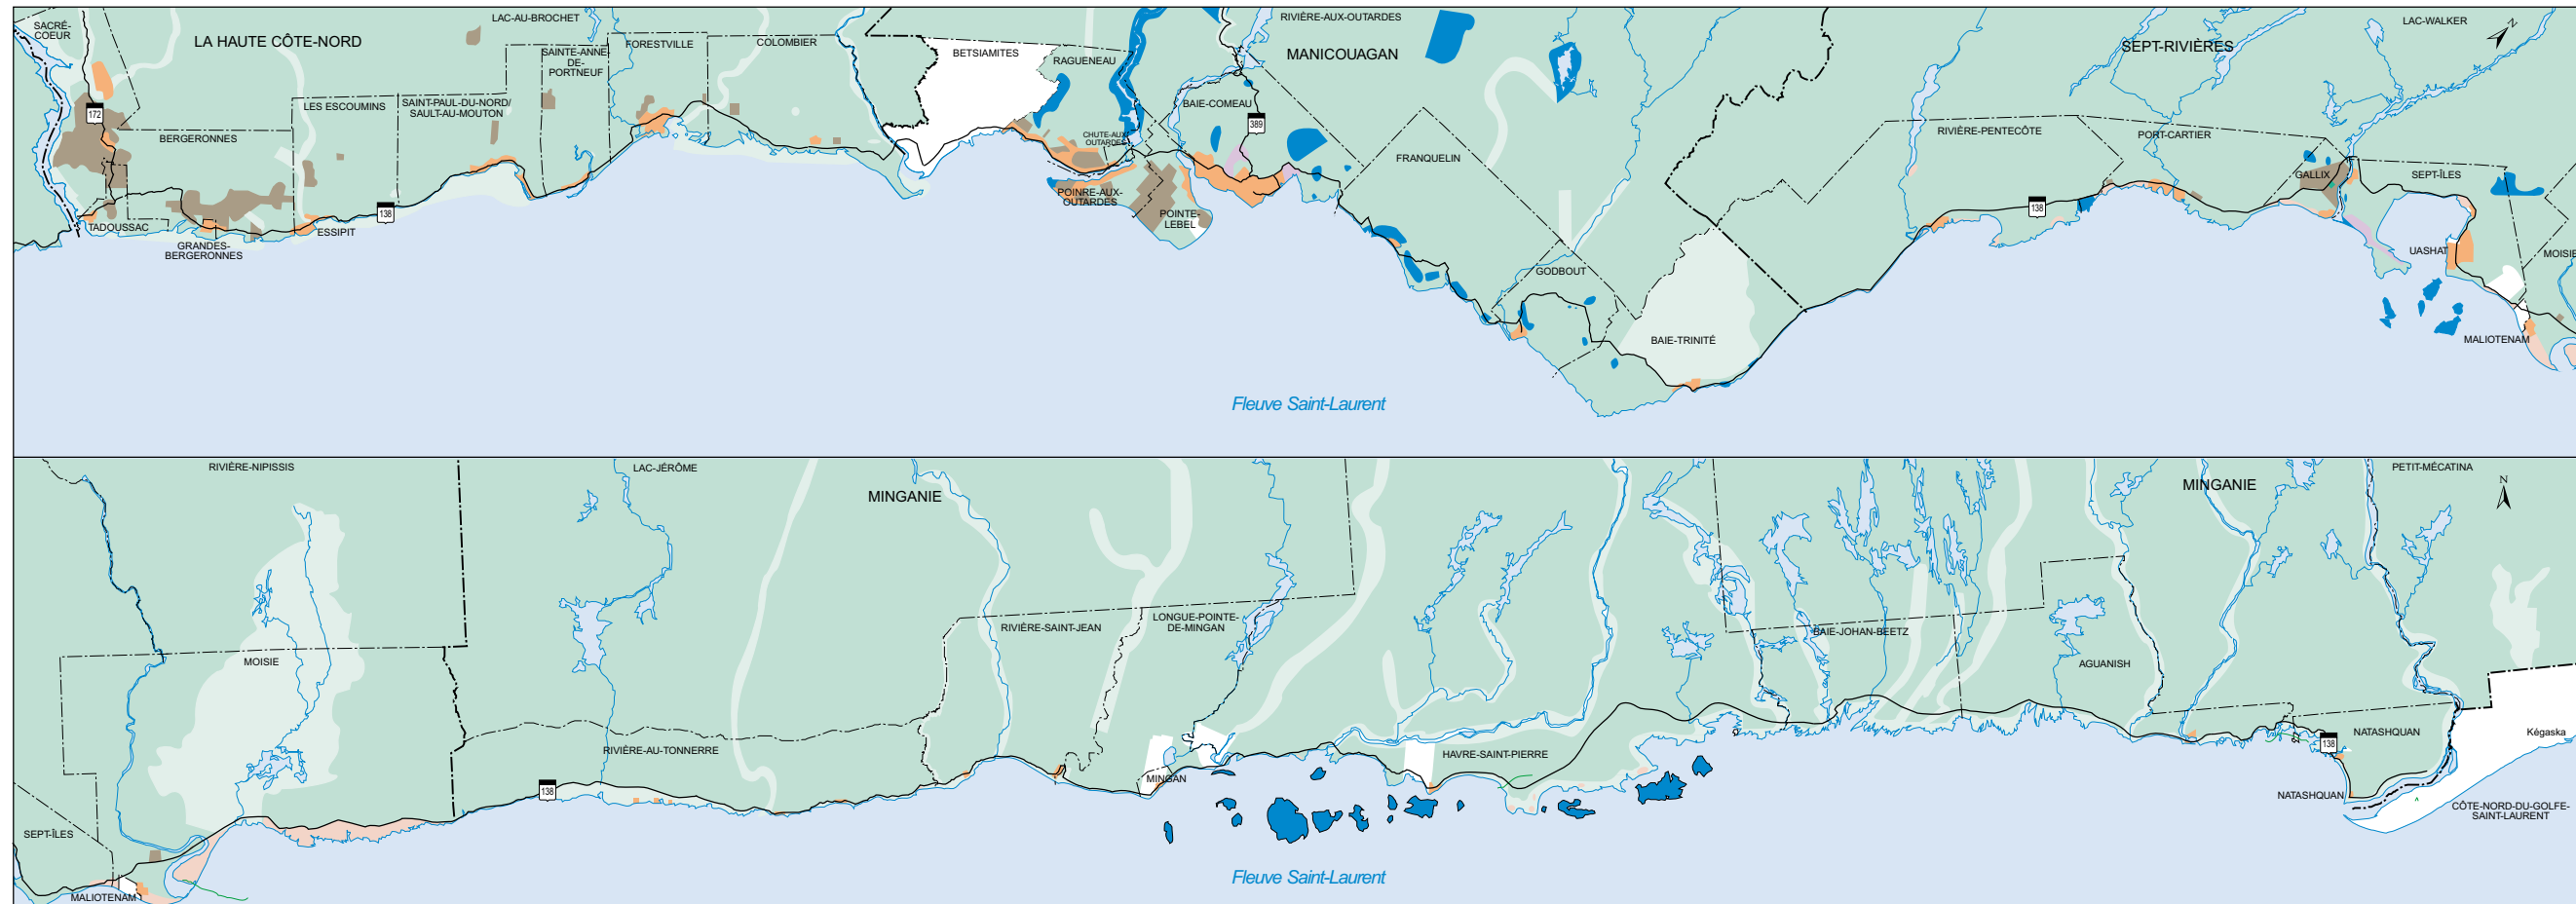 SACRÉ-
COEUR
LA HAUTE CÔTE-NORD
LAC-AU-BROCHET
SAINTE-ANNE-
DE-
PORTNEUF
FORESTVILLE
COLOMBIER
BETSIAMITES
RAGUENEAU
RIVIÈRE-AUX-OUTARDES
MANICOUAGAN
SEPT-RIVIÈRES
LAC-WALKER
N
172
BERGERONNES
LES ESCOUMINS
SAINT-PAUL-DU-NORD/
SAULT-AU-MOUTON
CHUTE-AUX-
OUTARDES
BAIE-COMEAU
389
FRANQUELIN
RIVIÈRE-PENTECÔTE
PORT-CARTIER
GALLIX
SEPT-ÎLES
POINRE-AUX-
OUTARDES
POINTE-
LEBEL
TADOUSSAC
GRANDES-
BERGERONNES
ESSIPIT
138
138
GODBOUT
UASHAT
MOISIE
BAIE-TRINITÉ
MALIOTENAM
Fleuve Saint-Laurent
RIVIÈRE-NIPISSIS
LAC-JÉRÔME
MINGANIE
MINGANIE
PETIT-MÉCATINA
N
MOISIE
RIVIÈRE-SAINT-JEAN
LONGUE-POINTE-
DE-MINGAN
BAIE-JOHAN-BEETZ
AGUANISH
RIVIÈRE-AU-TONNERRE
138
MINGAN
HAVRE-SAINT-PIERRE
138
NATASHQUAN
Kégaska
NATASHQUAN
CÔTE-NORD-DU-GOLFE-
SAINT-LAURENT
SEPT-ÎLES
MALIOTENAM
Fleuve Saint-Laurent